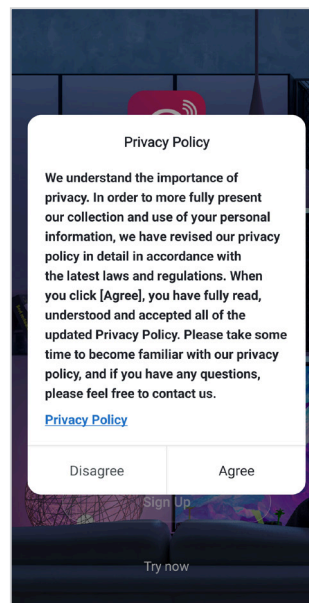 Privacy Policy
We understand the importance of
privacy. In order to more fully present
our collection and use of your personal
information, we have revised our privacy
policy in detail in accordance with
the latest laws and regulations. When
you click [Agree], you have fully read,
understood and accepted all of the
updated Privacy Policy. Please take some
time to become familiar with our privacy
policy, and if you have any questions,
please feel free to contact us.
Privacy Policy
Disagree Agree
Sign Up
Try now